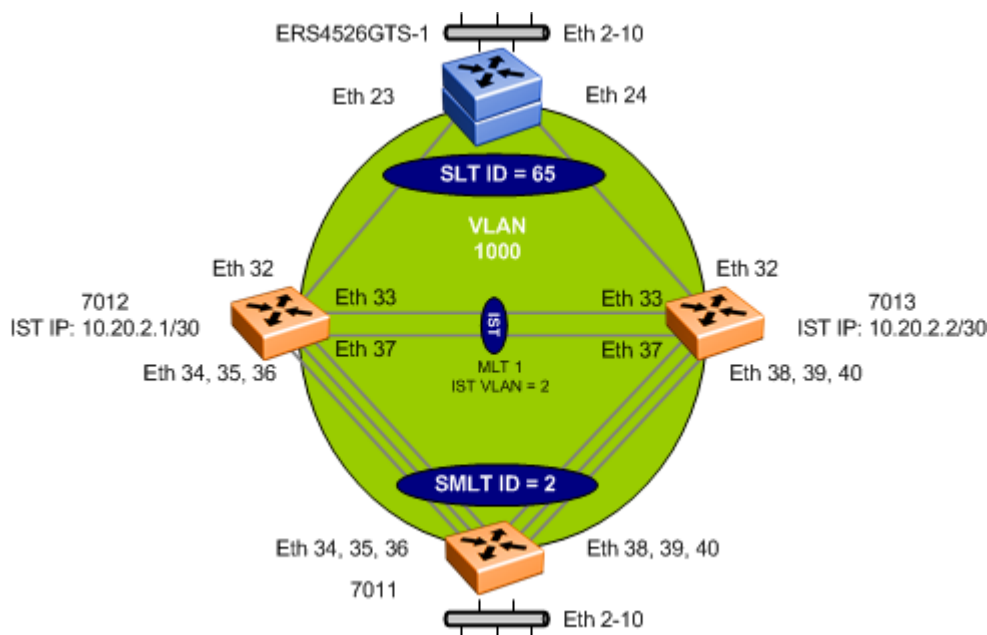 ERS4526GTS-1
Eth 2-10
Eth 23
Eth 24
SLT ID = 65
VLAN
1000
Eth 32
Eth 32
7012
IST IP: 10.20.2.1/30
Eth 33
Eth 33
7013
IST IP: 10.20.2.2/30
IST
Eth 37
Eth 37
MLT 1
IST VLAN = 2
Eth 34, 35, 36
Eth 38, 39, 40
SMLT ID = 2
Eth 34, 35, 36
Eth 38, 39, 40
7011
Eth 2-10